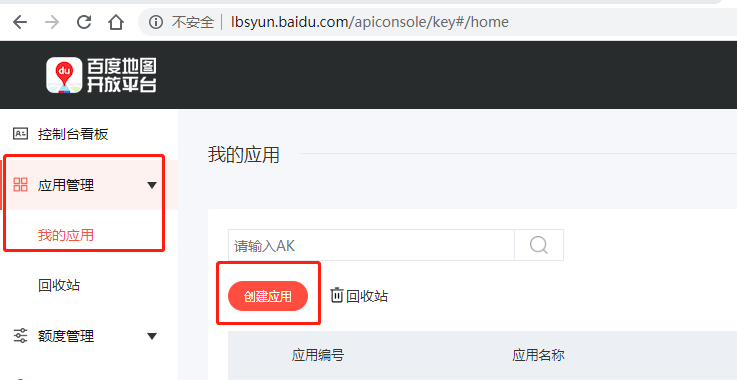 不安全 | lbsyun.baidu.com/apiconsole/key#/home
du
百度地图
开放平台
控制台看板
应用管理
我的应用
回收站
额度管理
我的应用
请输入AK
创建应用
回收站
应用编号 应用名称